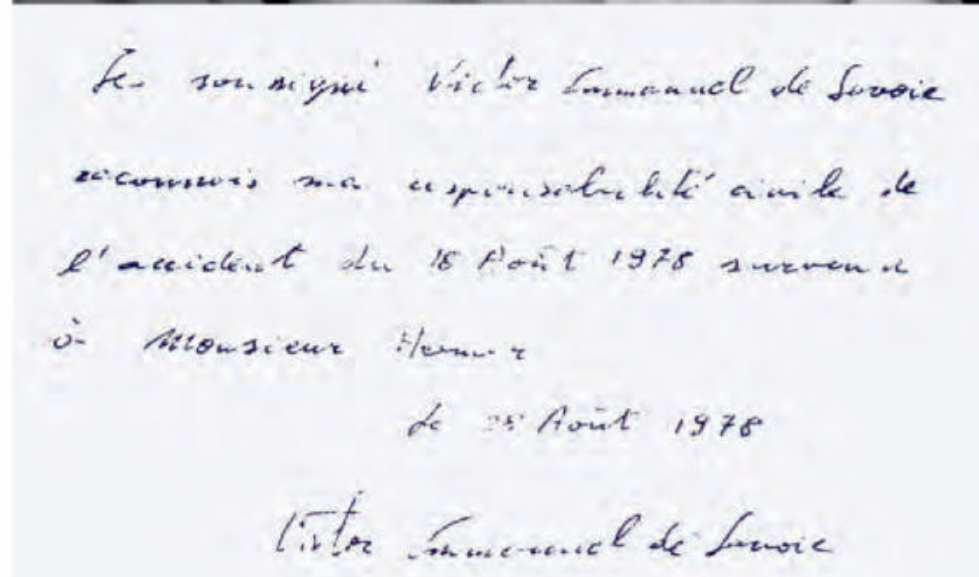 Je soussigné Victor Emmanuel de Savoie
reconnois ma responsabilité civile de
l'accident du 18 Août 1978 survenu
à Monsieur Hamer
le Août 1978
Victor Emmanuel de Savoie